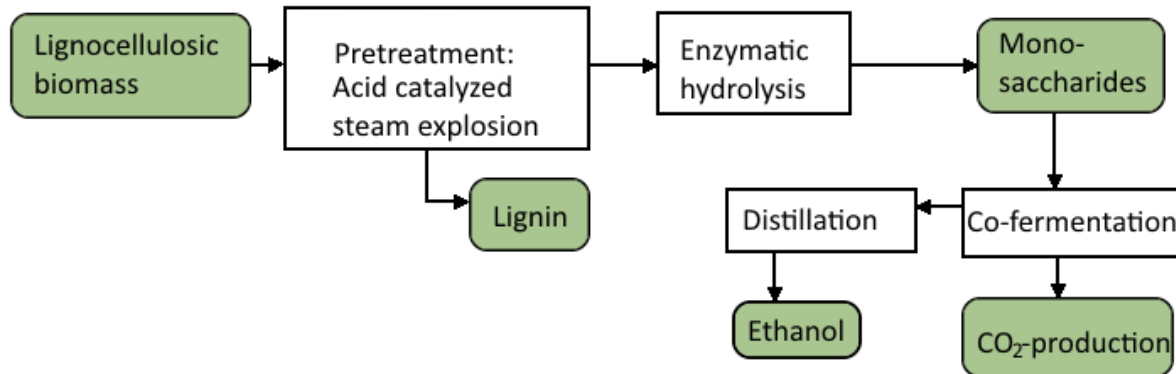 Lignocellulosic
biomass
Pretreatment:
Acid catalyzed
steam explosion
Enzymatic
hydrolysis
Mono-
saccharides
Lignin
Distillation
Co-fermentation
Ethanol
CO₂-production